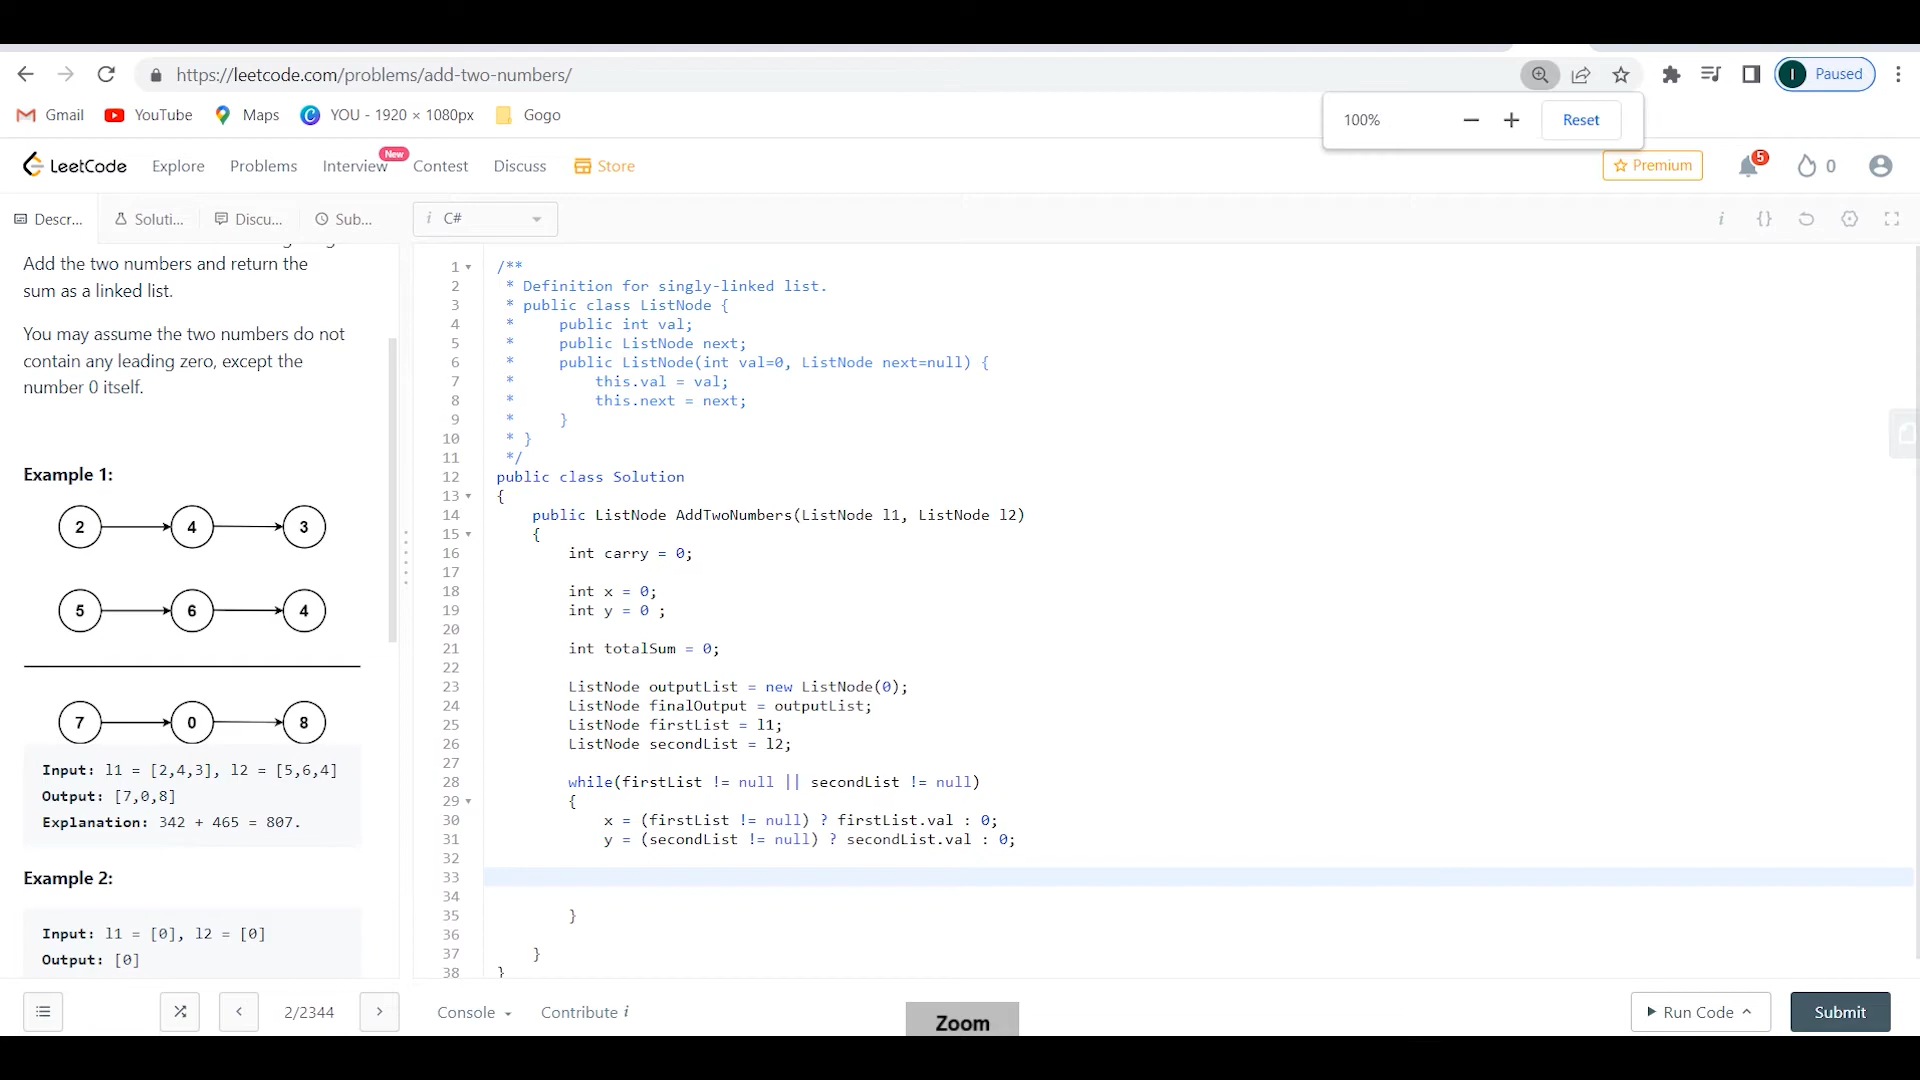 https://leetcode.com/problems/add-two-numbers/
Paused
Gmail YouTube Maps YOU - 1920 × 1080px Gogo
100% − + Reset
LeetCode Explore Problems Interview New Contest Discuss Store
Premium 5 0
Descr... Soluti... Discu... Sub... i C#
Add the two numbers and return the
sum as a linked list.
You may assume the two numbers do not
contain any leading zero, except the
number 0 itself.
Example 1:
2 4 3
5 6 4
7 0 8
Input: l1 = [2,4,3], l2 = [5,6,4]
Output: [7,0,8]
Explanation: 342 + 465 = 807.
Example 2:
Input: l1 = [0], l2 = [0]
Output: [0]
1 /**
2 * Definition for singly-linked list.
3 * public class ListNode {
4 *     public int val;
5 *     public ListNode next;
6 *     public ListNode(int val=0, ListNode next=null) {
7 *         this.val = val;
8 *         this.next = next;
9 *     }
10 * }
11 */
12 public class Solution
13 {
14     public ListNode AddTwoNumbers(ListNode l1, ListNode l2)
15     {
16         int carry = 0;
17
18         int x = 0;
19         int y = 0 ;
20
21         int totalSum = 0;
22
23         ListNode outputList = new ListNode(0);
24         ListNode finalOutput = outputList;
25         ListNode firstList = l1;
26         ListNode secondList = l2;
27
28         while(firstList != null || secondList != null)
29         {
30             x = (firstList != null) ? firstList.val : 0;
31             y = (secondList != null) ? secondList.val : 0;
32
33
34
35         }
36
37     }
38 }
2/2344 Console Contribute i
Zoom
Run Code Submit